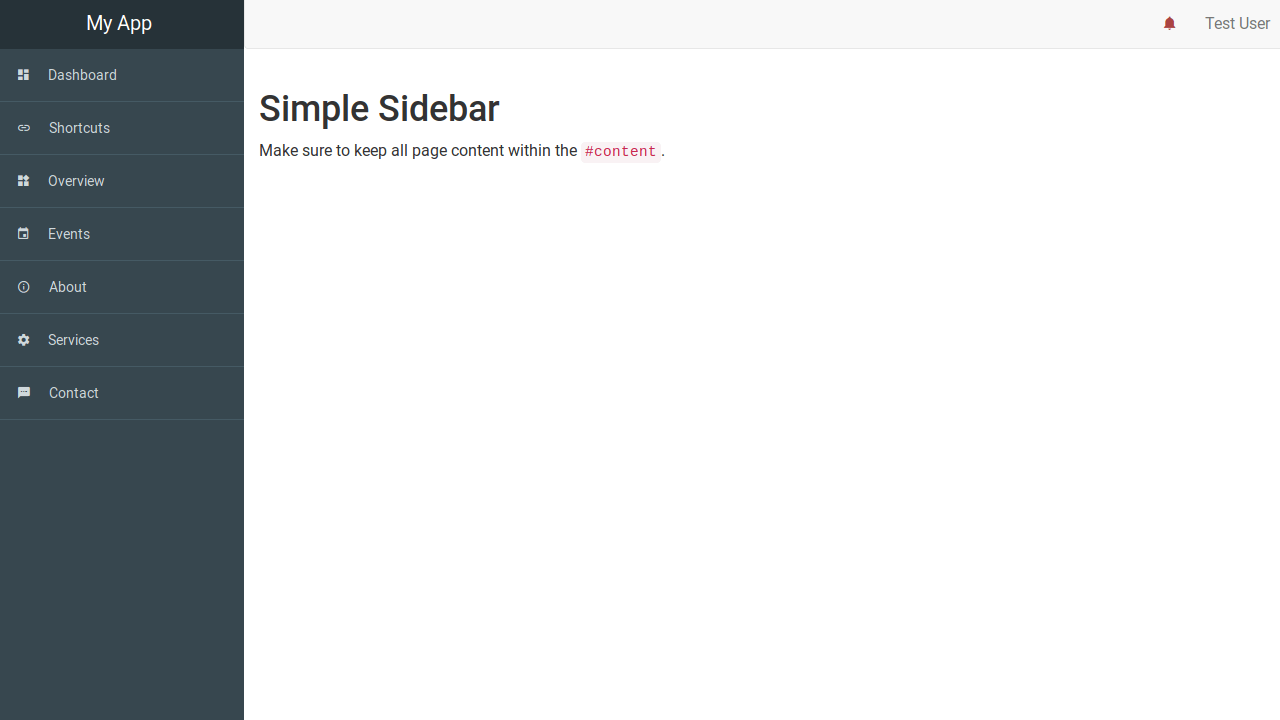 My App
Test User
Dashboard
Shortcuts
Overview
Events
About
Services
Contact
Simple Sidebar
Make sure to keep all page content within the #content.